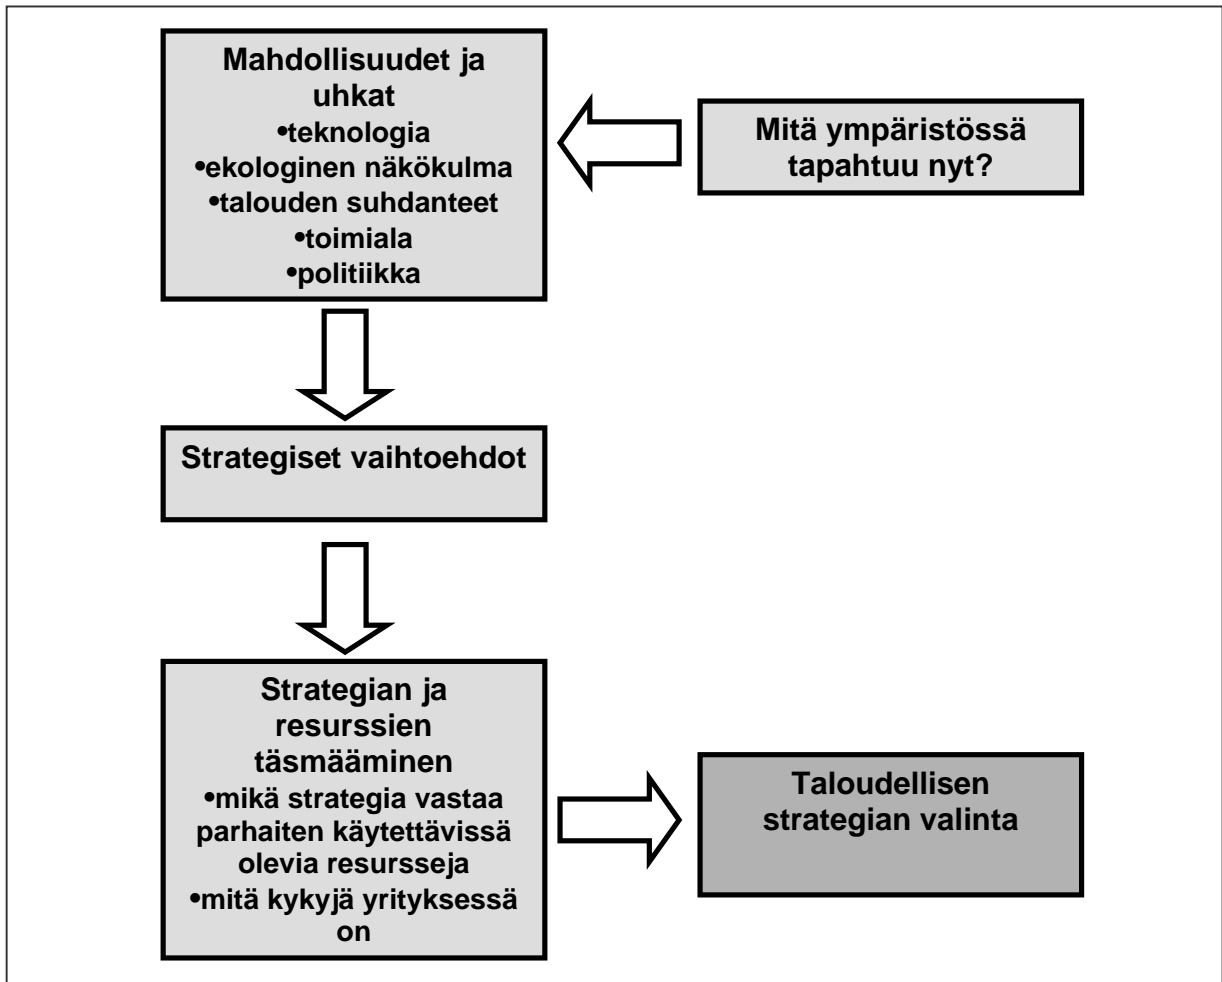 Mahdollisuudet ja
uhkat
•teknologia
•ekologinen näkökulma
•talouden suhdanteet
•toimiala
•politiikka
Mitä ympäristössä
tapahtuu nyt?
Strategiset vaihtoehdot
Strategian ja
resurssien
täsmääminen
•mikä strategia vastaa
parhaiten käytettävissä
olevia resursseja
•mitä kykyjä yrityksessä
on
Taloudellisen
strategian valinta